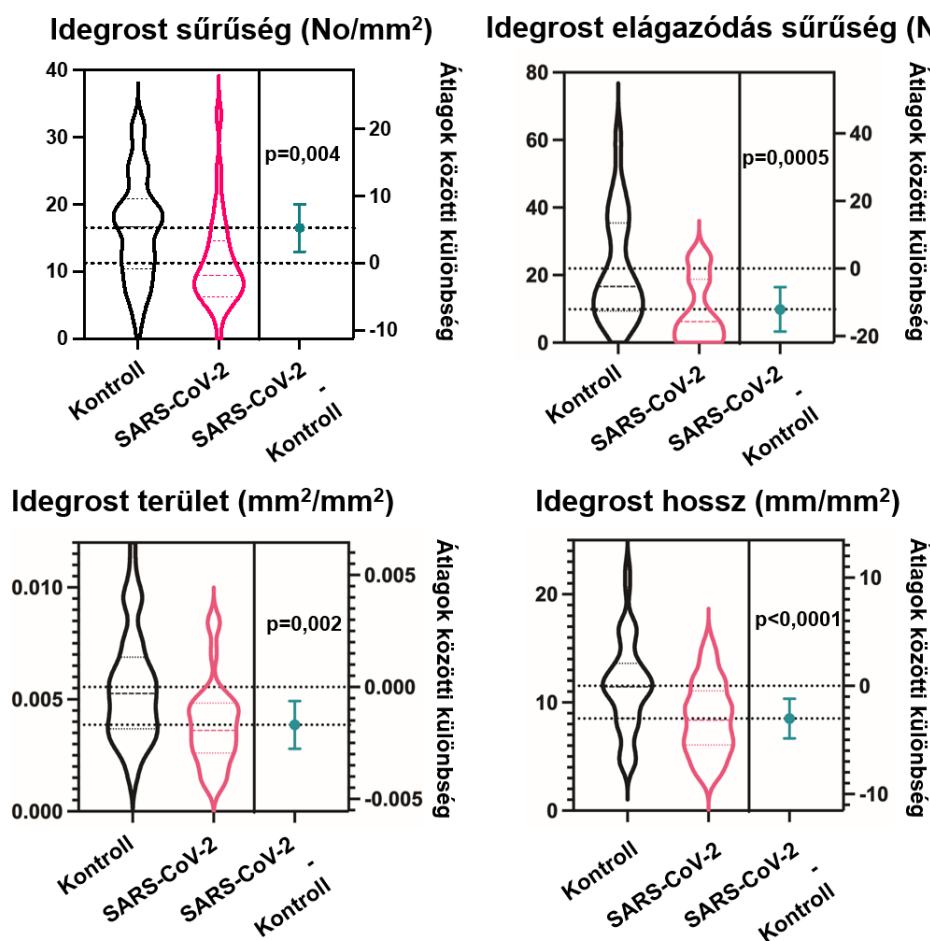 Idegrost sűrűség (No/mm²)
40
30
20
10
0
20
10
0
-10
p=0,004
Átlagok közötti különbség
Kontroll
SARS-CoV-2
SARS-CoV-2
-
Kontroll
Idegrost elágazódás sűrűség (N
80
60
40
20
0
40
20
0
-20
p=0,0005
Átlagok közötti különbség
Kontroll
SARS-CoV-2
SARS-CoV-2
-
Kontroll
Idegrost terület (mm²/mm²)
0.010
0.005
0.000
0.005
0.000
-0.005
p=0,002
Átlagok közötti különbség
Kontroll
SARS-CoV-2
SARS-CoV-2
-
Kontroll
Idegrost hossz (mm/mm²)
20
10
0
10
0
-10
p<0,0001
Átlagok közötti különbség
Kontroll
SARS-CoV-2
SARS-CoV-2
-
Kontroll